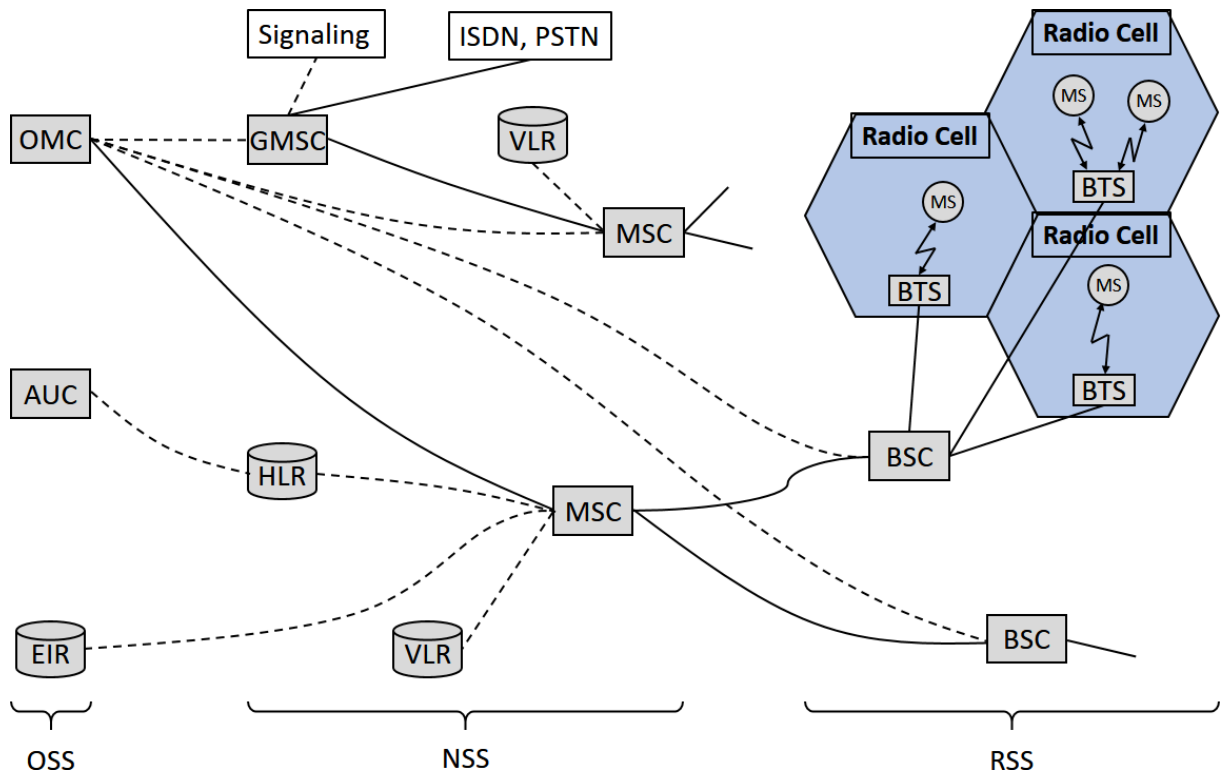 Signaling
ISDN, PSTN
Radio Cell
MS
MS
OMC
GMSC
VLR
Radio Cell
BTS
MS
MSC
Radio Cell
BTS
MS
AUC
BTS
HLR
BSC
MSC
EIR
VLR
BSC
OSS
NSS
RSS